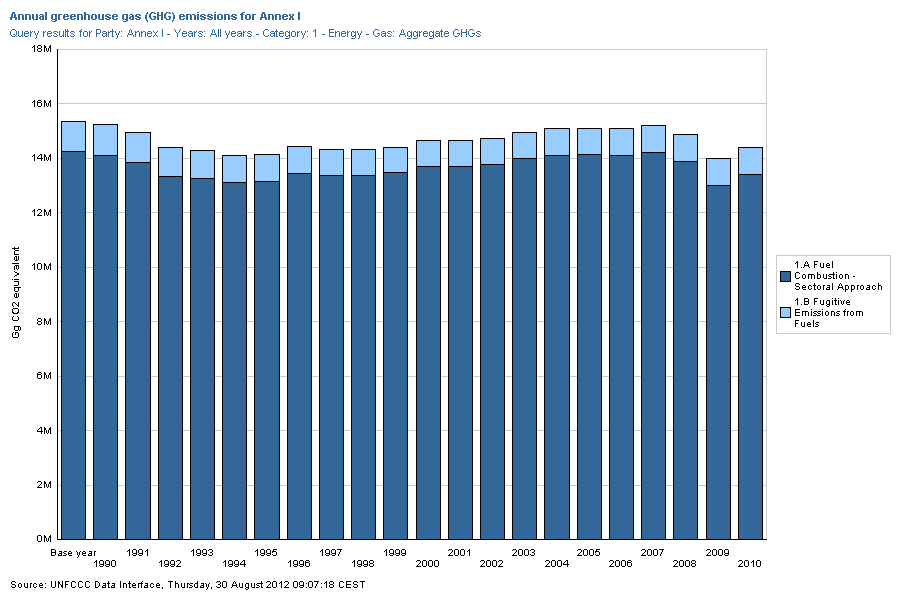 Annual greenhouse gas (GHG) emissions for Annex I
Query results for Party: Annex I - Years: All years - Category: 1 - Energy - Gas: Aggregate GHGs
18M
16M
14M
12M
10M
8M
6M
4M
2M
0M
Gg CO2 equivalent
Base year
1990
1991
1992
1993
1994
1995
1996
1997
1998
1999
2000
2001
2002
2003
2004
2005
2006
2007
2008
2009
2010
1.A Fuel
Combustion -
Sectoral Approach
1.B Fugitive
Emissions from
Fuels
Source: UNFCCC Data Interface, Thursday, 30 August 2012 09:07:18 CEST